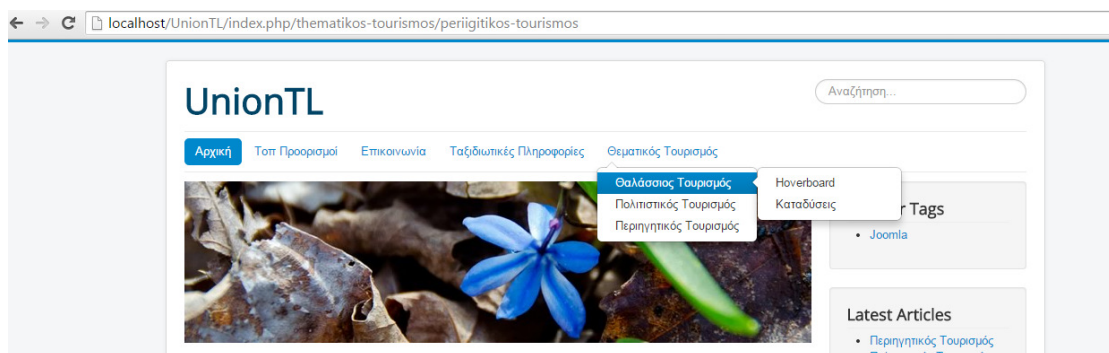 localhost/UnionTL/index.php/thematikos-tourismos/periigitikos-tourismos
UnionTL
Αναζήτηση...
Αρχική Τοπ Προορισμοί Επικοινωνία Ταξιδιωτικές Πληροφορίες Θεματικός Τουρισμός
Θαλάσσιος Τουρισμός
Πολιτιστικός Τουρισμός
Περιηγητικός Τουρισμός
Hoverboard
Καταδύσεις
Tags
Joomla
Latest Articles
Περιηγητικός Τουρισμός